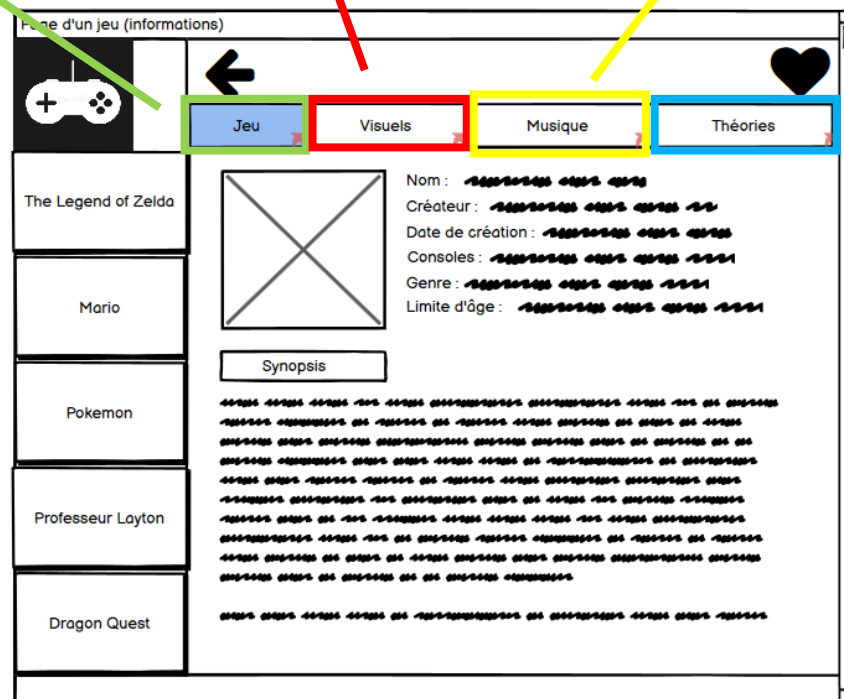 Page d'un jeu (informations)
Jeu
Visuels
Musique
Théories
The Legend of Zelda
Mario
Pokemon
Professeur Layton
Dragon Quest
Nom :
Créateur :
Date de création :
Consoles :
Genre :
Limite d'âge :
Synopsis